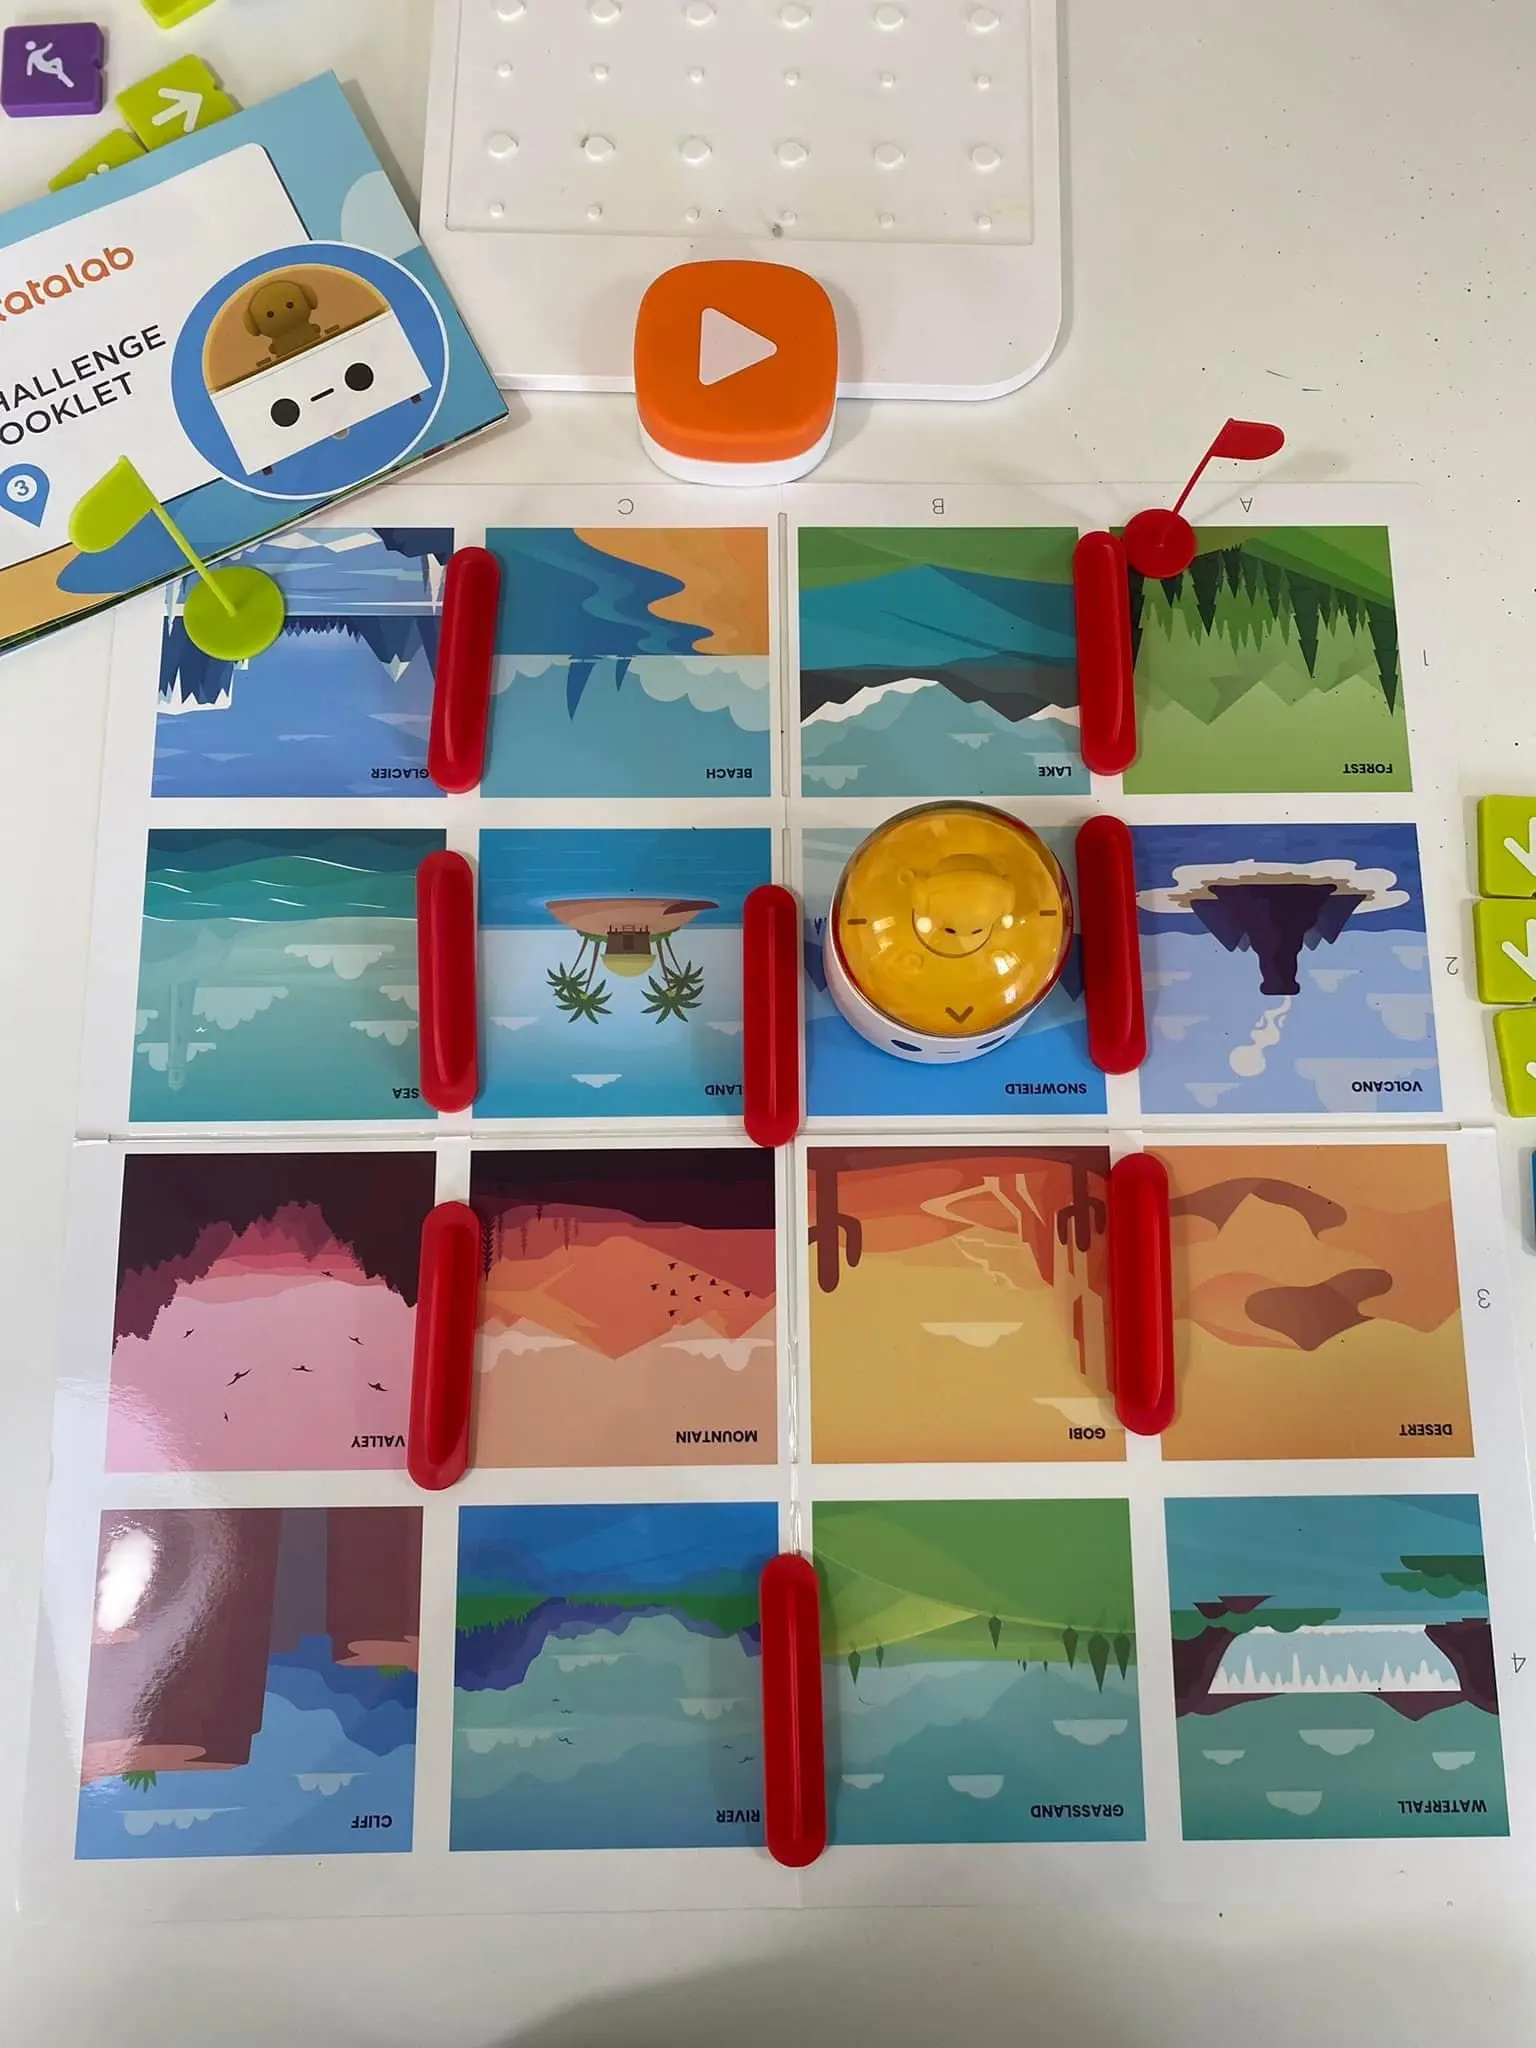 atalab
HALLENGE
OOKLET
3
C
B
A
GLACIER
BEACH
LAKE
FOREST
1
SEA
LAND
SNOWFIELD
VOLCANO
2
VALLEY
MOUNTAIN
GOBI
DESERT
3
CLIFF
RIVER
GRASSLAND
WATERFALL
4